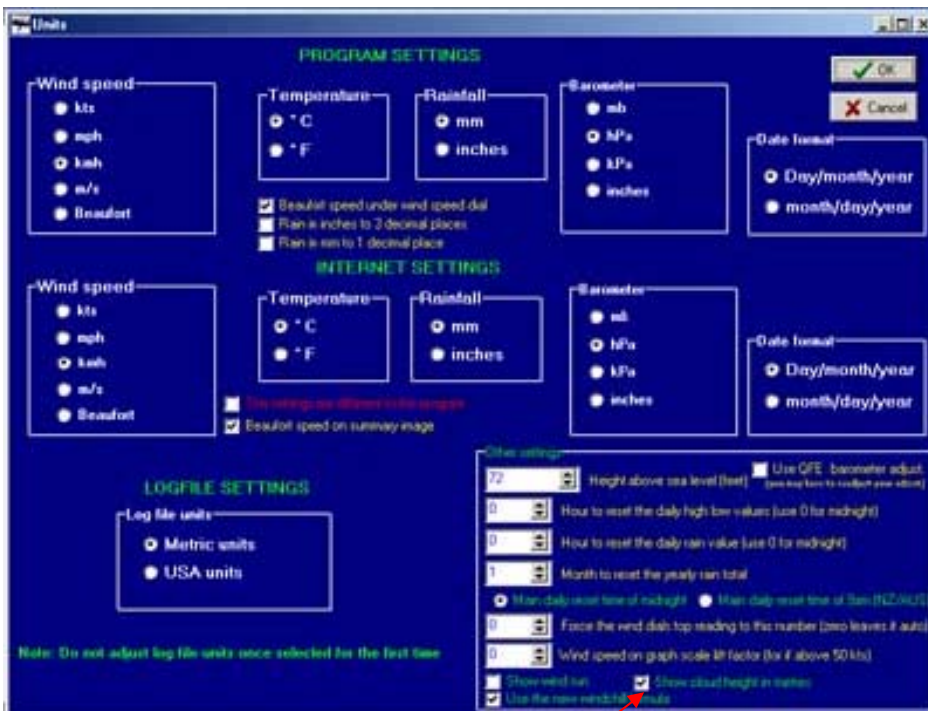 Units
PROGRAM SETTINGS
OK
Cancel
Wind speed
kts
mph
kmh
m/s
Beaufort
Temperature
° C
° F
Rainfall
mm
inches
Barometer
mb
hPa
kPa
inches
Date format
Day/month/year
month/day/year
Beaufort speed under wind speed dial
Rain in inches to 3 decimal places
Rain in mm to 1 decimal place
INTERNET SETTINGS
Wind speed
kts
mph
kmh
m/s
Beaufort
Temperature
° C
° F
Rainfall
mm
inches
Barometer
mb
hPa
kPa
inches
Date format
Day/month/year
month/day/year
Beaufort speed on summary image
LOGFILE SETTINGS
Log file units
Metric units
USA units
Note: Do not adjust log file units once selected for the first time
Other settings
72
Height above sea level (feet)
Use QFE barometer adjust.
0
Hour to reset the daily high low values (use 0 for midnight)
0
Hour to reset the daily rain value (use 0 for midnight)
1
Month to reset the yearly rain total
Main daily reset time of midnight
Main daily reset time of 9am (NZ/AUS)
0
Force the wind dials top reading to this number (zero leaves it auto)
0
Wind speed on graph scale lift factor (for if above 50 kts)
Show wind run
Show cloud height in metres
Use the new windchill formula